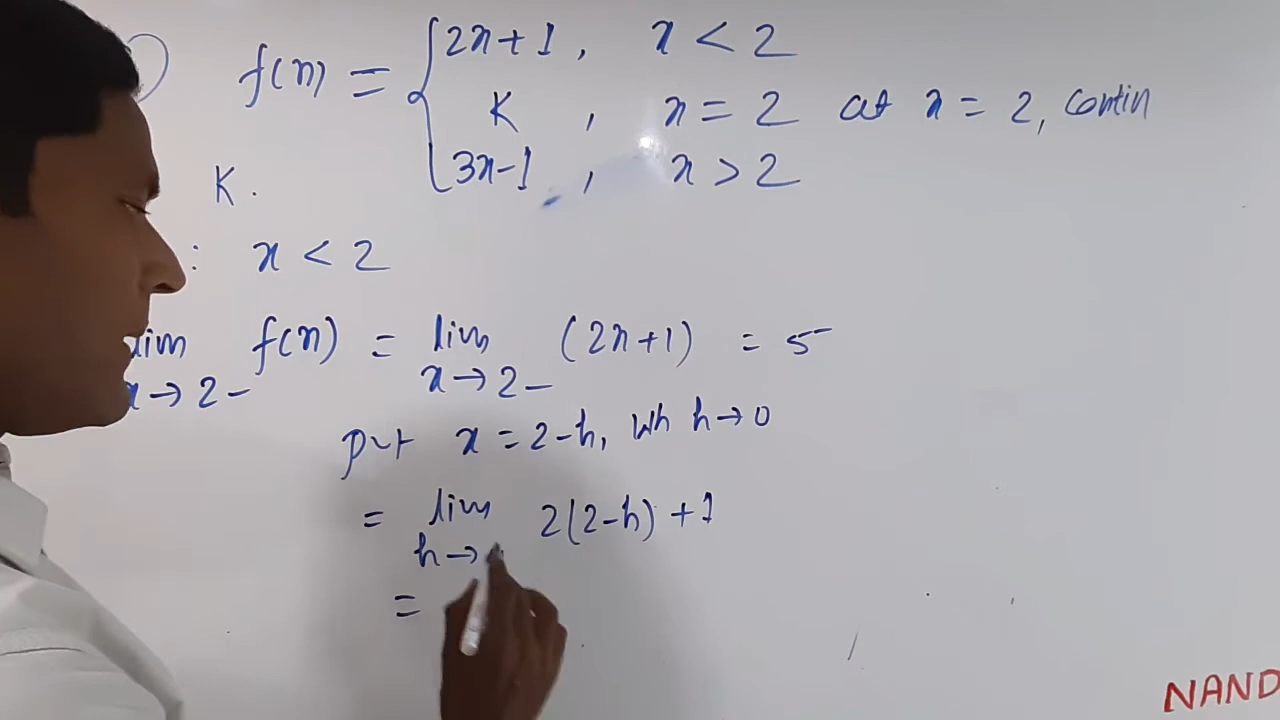 f(x) = { 2x+1 , x < 2
K , x = 2 at x = 2, contin
3x-1 , x > 2
K.
: x < 2
lim x→2- f(x) = lim x→2- (2x+1) = 5
put x = 2-h, wh h→0
= lim h→ 2(2-h) + 1
=
NAND